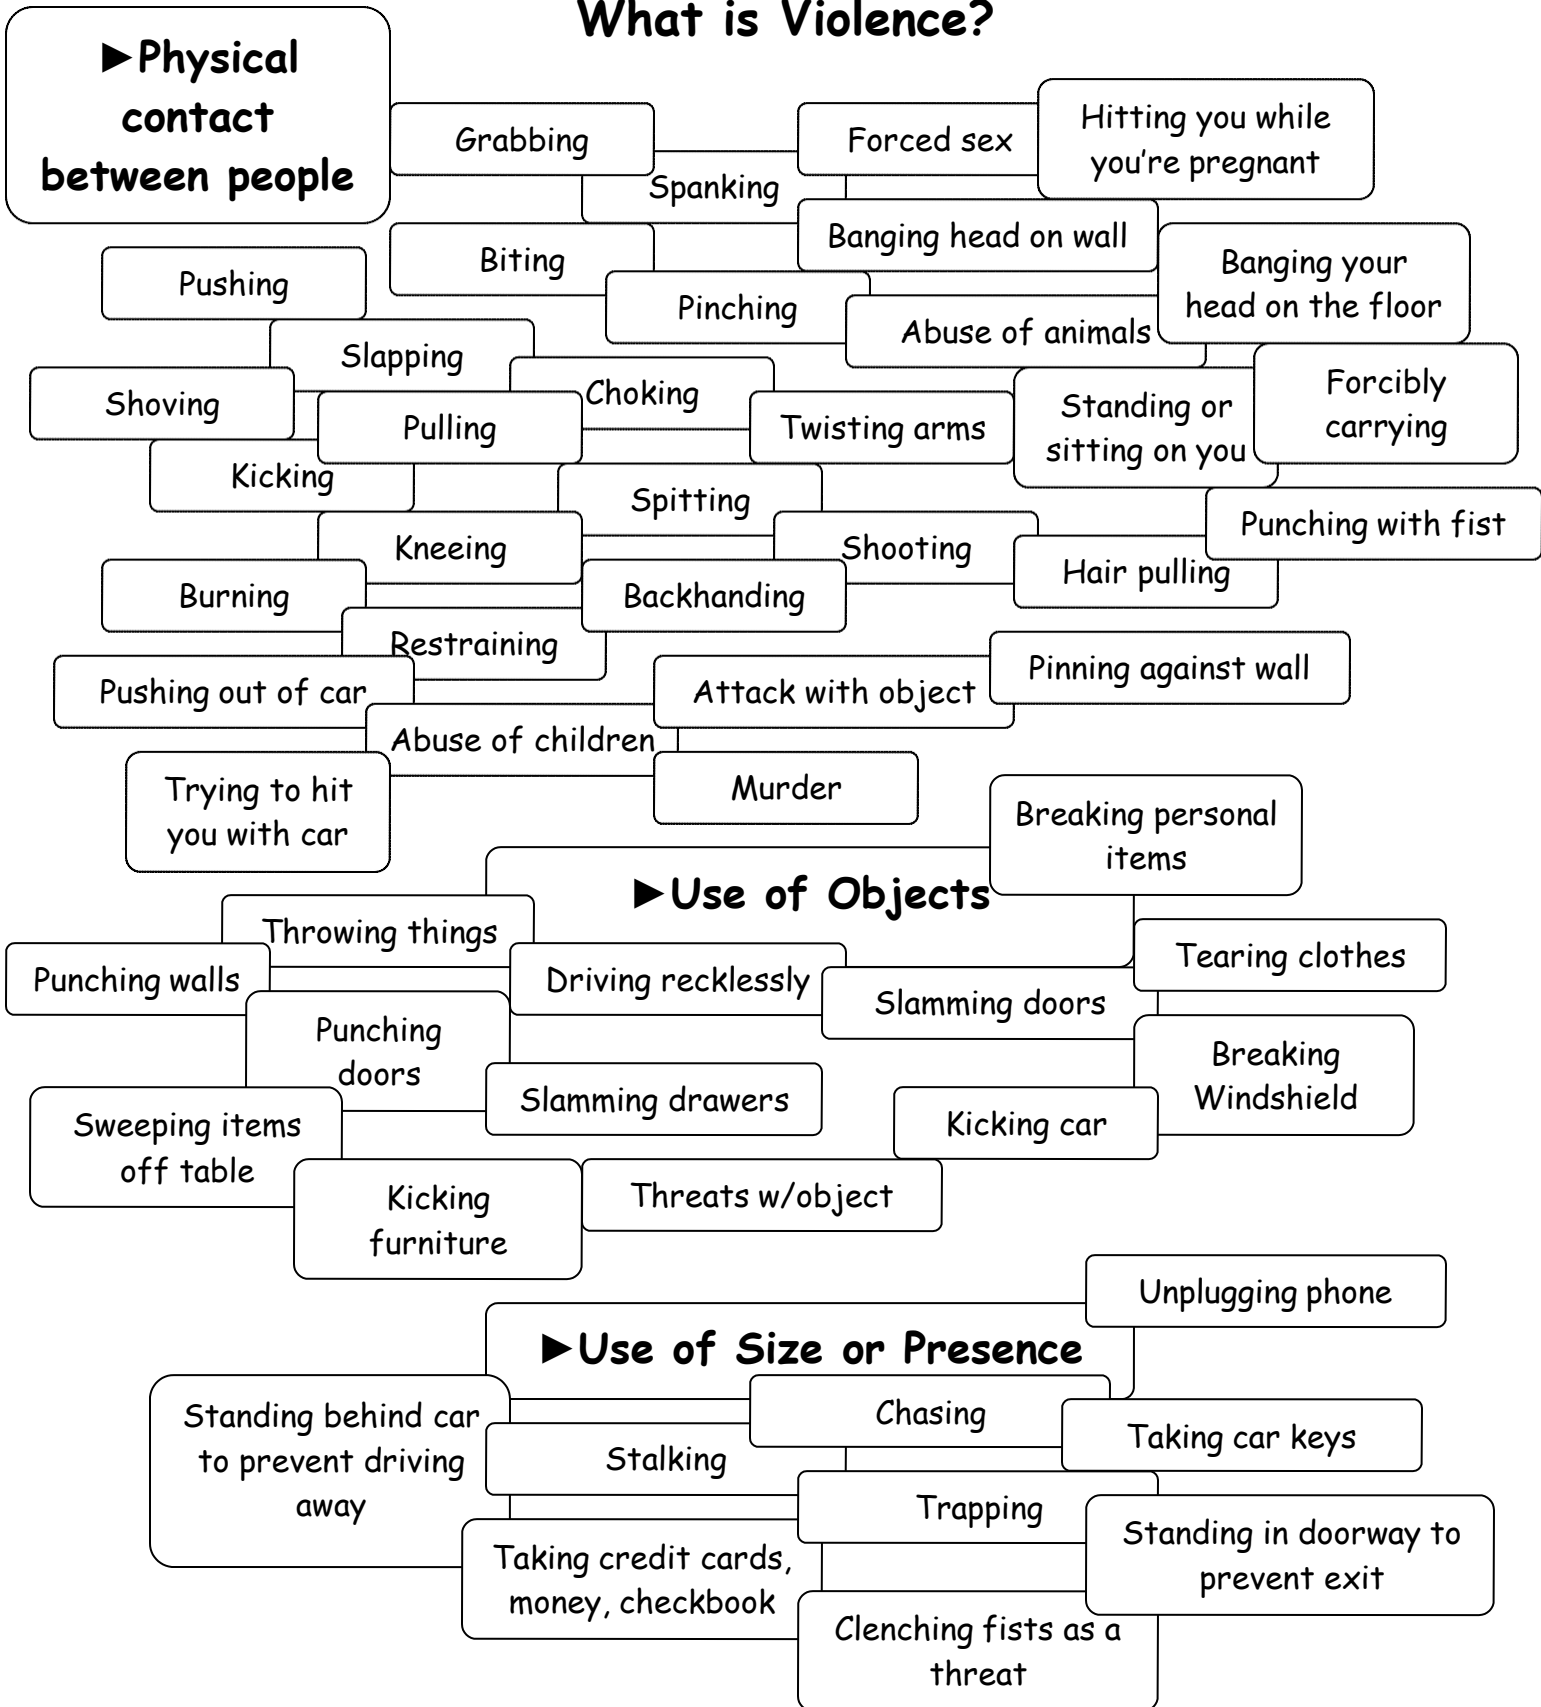 What is Violence?
►Physical
contact
between people
Grabbing
Forced sex
Hitting you while
you’re pregnant
Spanking
Banging head on wall
Biting
Banging your
head on the floor
Pushing
Pinching
Abuse of animals
Slapping
Choking
Forcibly
carrying
Shoving
Pulling
Twisting arms
Standing or
sitting on you
Kicking
Spitting
Punching with fist
Kneeing
Shooting
Hair pulling
Burning
Backhanding
Restraining
Pinning against wall
Pushing out of car
Attack with object
Abuse of children
Trying to hit
you with car
Murder
Breaking personal
items
►Use of Objects
Throwing things
Tearing clothes
Punching walls
Driving recklessly
Slamming doors
Punching
doors
Breaking
Windshield
Slamming drawers
Kicking car
Sweeping items
off table
Kicking
furniture
Threats w/object
Unplugging phone
►Use of Size or Presence
Standing behind car
to prevent driving
away
Chasing
Taking car keys
Stalking
Trapping
Standing in doorway to
prevent exit
Taking credit cards,
money, checkbook
Clenching fists as a
threat